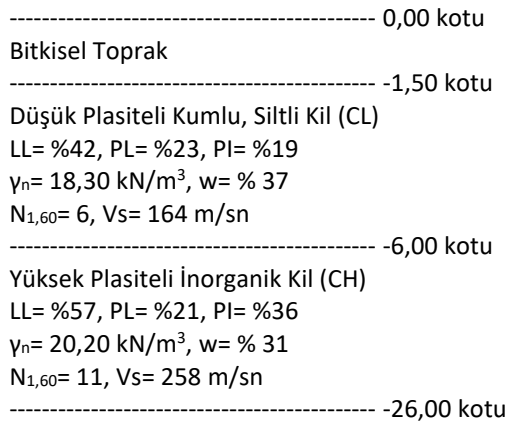 ---------------------------------------------- 0,00 kotu
Bitkisel Toprak
---------------------------------------------- -1,50 kotu
Düşük Plasiteli Kumlu, Siltli Kil (CL)
LL= %42, PL= %23, PI= %19
γn= 18,30 kN/m³, w= % 37
N1,60= 6, Vs= 164 m/sn
---------------------------------------------- -6,00 kotu
Yüksek Plasiteli İnorganik Kil (CH)
LL= %57, PL= %21, PI= %36
γn= 20,20 kN/m³, w= % 31
N1,60= 11, Vs= 258 m/sn
---------------------------------------------- -26,00 kotu